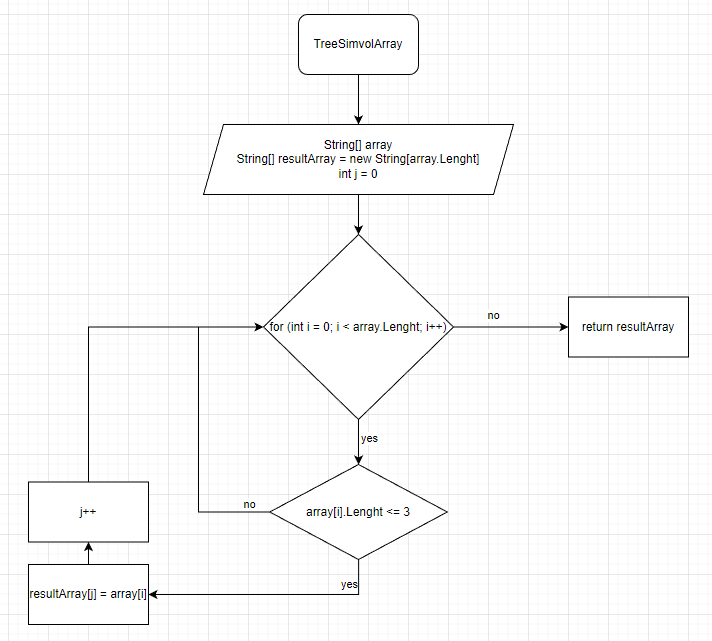 TreeSimvolArray
String[] array
String[] resultArray = new String[array.Lenght]
int j = 0
for (int i = 0; i < array.Lenght; i++)
no
return resultArray
yes
array[i].Lenght <= 3
no
yes
resultArray[j] = array[i]
j++